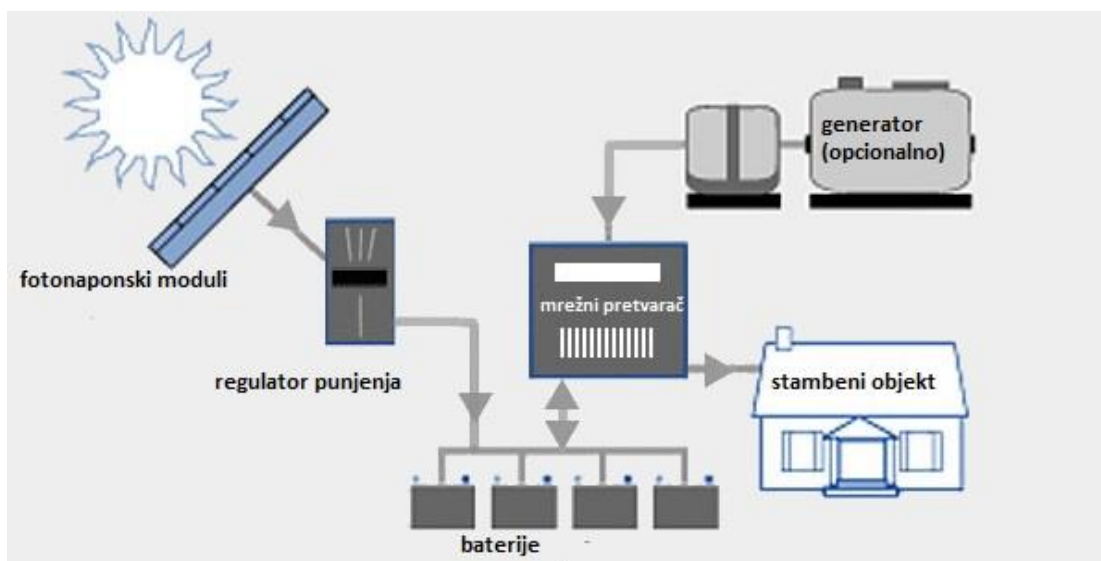 generator
(opcionalno)
fotonaponski moduli
mrežni pretvarač
regulator punjenja
stambeni objekt
baterije